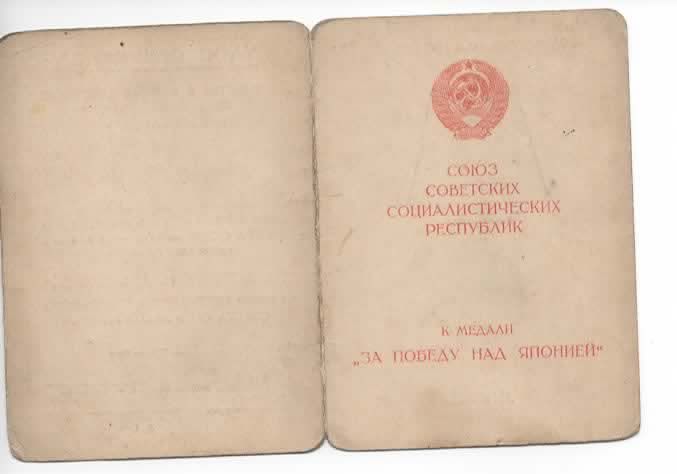 СОЮЗ
СОВЕТСКИХ
СОЦИАЛИСТИЧЕСКИХ
РЕСПУБЛИК
К МЕДАЛИ
„ЗА ПОБЕДУ НАД ЯПОНИЕЙ“